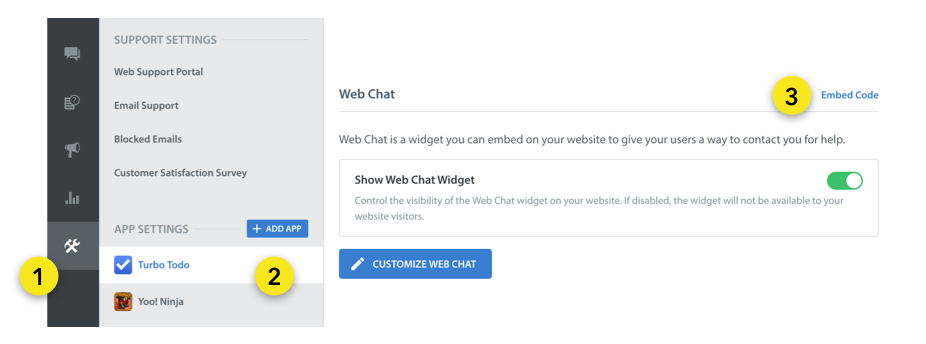 SUPPORT SETTINGS
Web Support Portal
Email Support
Blocked Emails
Customer Satisfaction Survey
APP SETTINGS
+ ADD APP
1
Turbo Todo
2
Yoo! Ninja
Web Chat
3
Embed Code
Web Chat is a widget you can embed on your website to give your users a way to contact you for help.
Show Web Chat Widget
Control the visibility of the Web Chat widget on your website. If disabled, the widget will not be available to your
website visitors.
CUSTOMIZE WEB CHAT